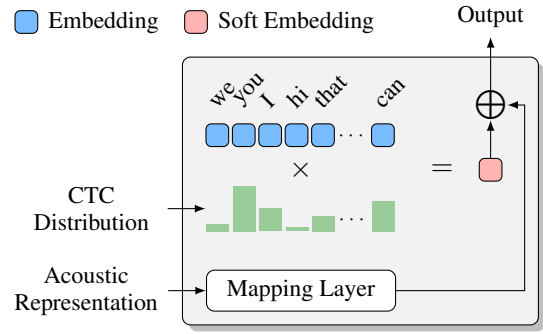 Embedding
Soft Embedding
Output
we
you
I
hi
that
...
can
×
=
CTC
Distribution
...
Acoustic
Representation
Mapping Layer